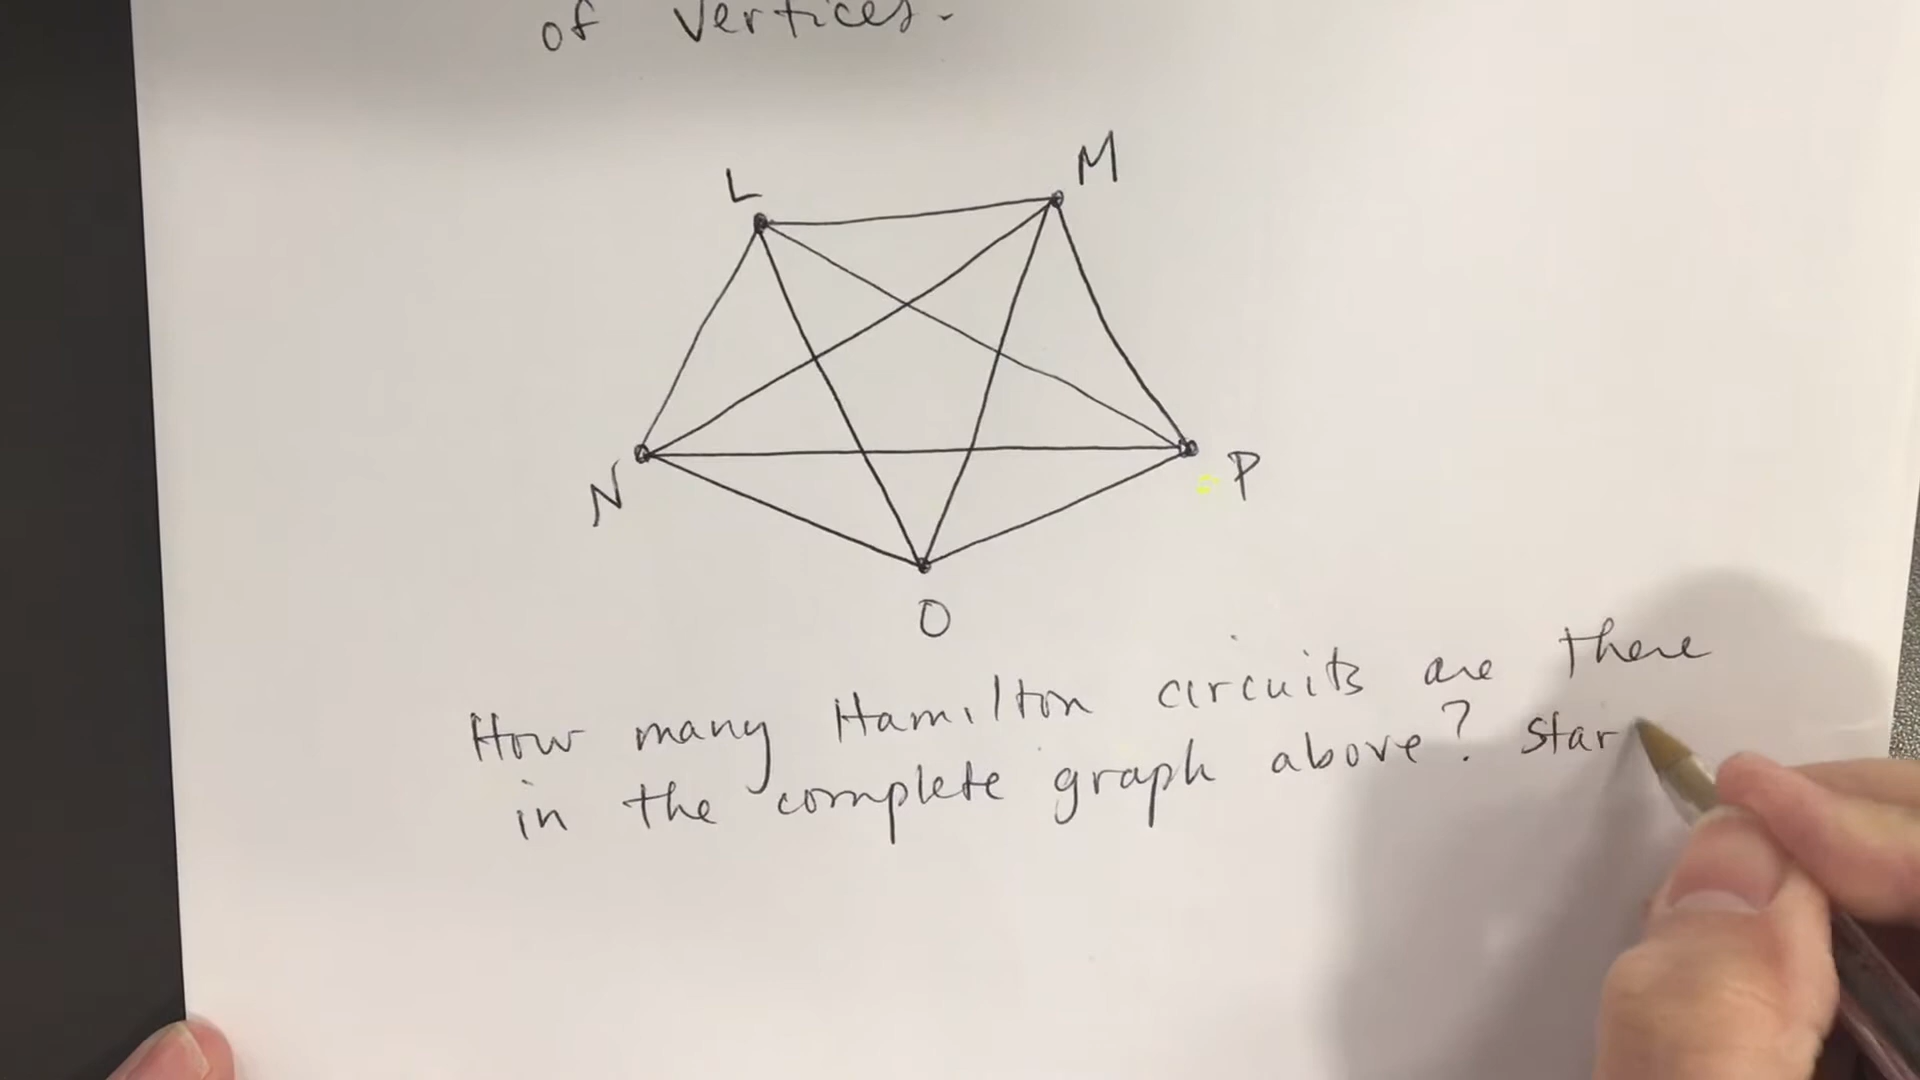 of vertices.
L
M
N
P
O
How many Hamilton circuits are there
in the complete graph above? Star